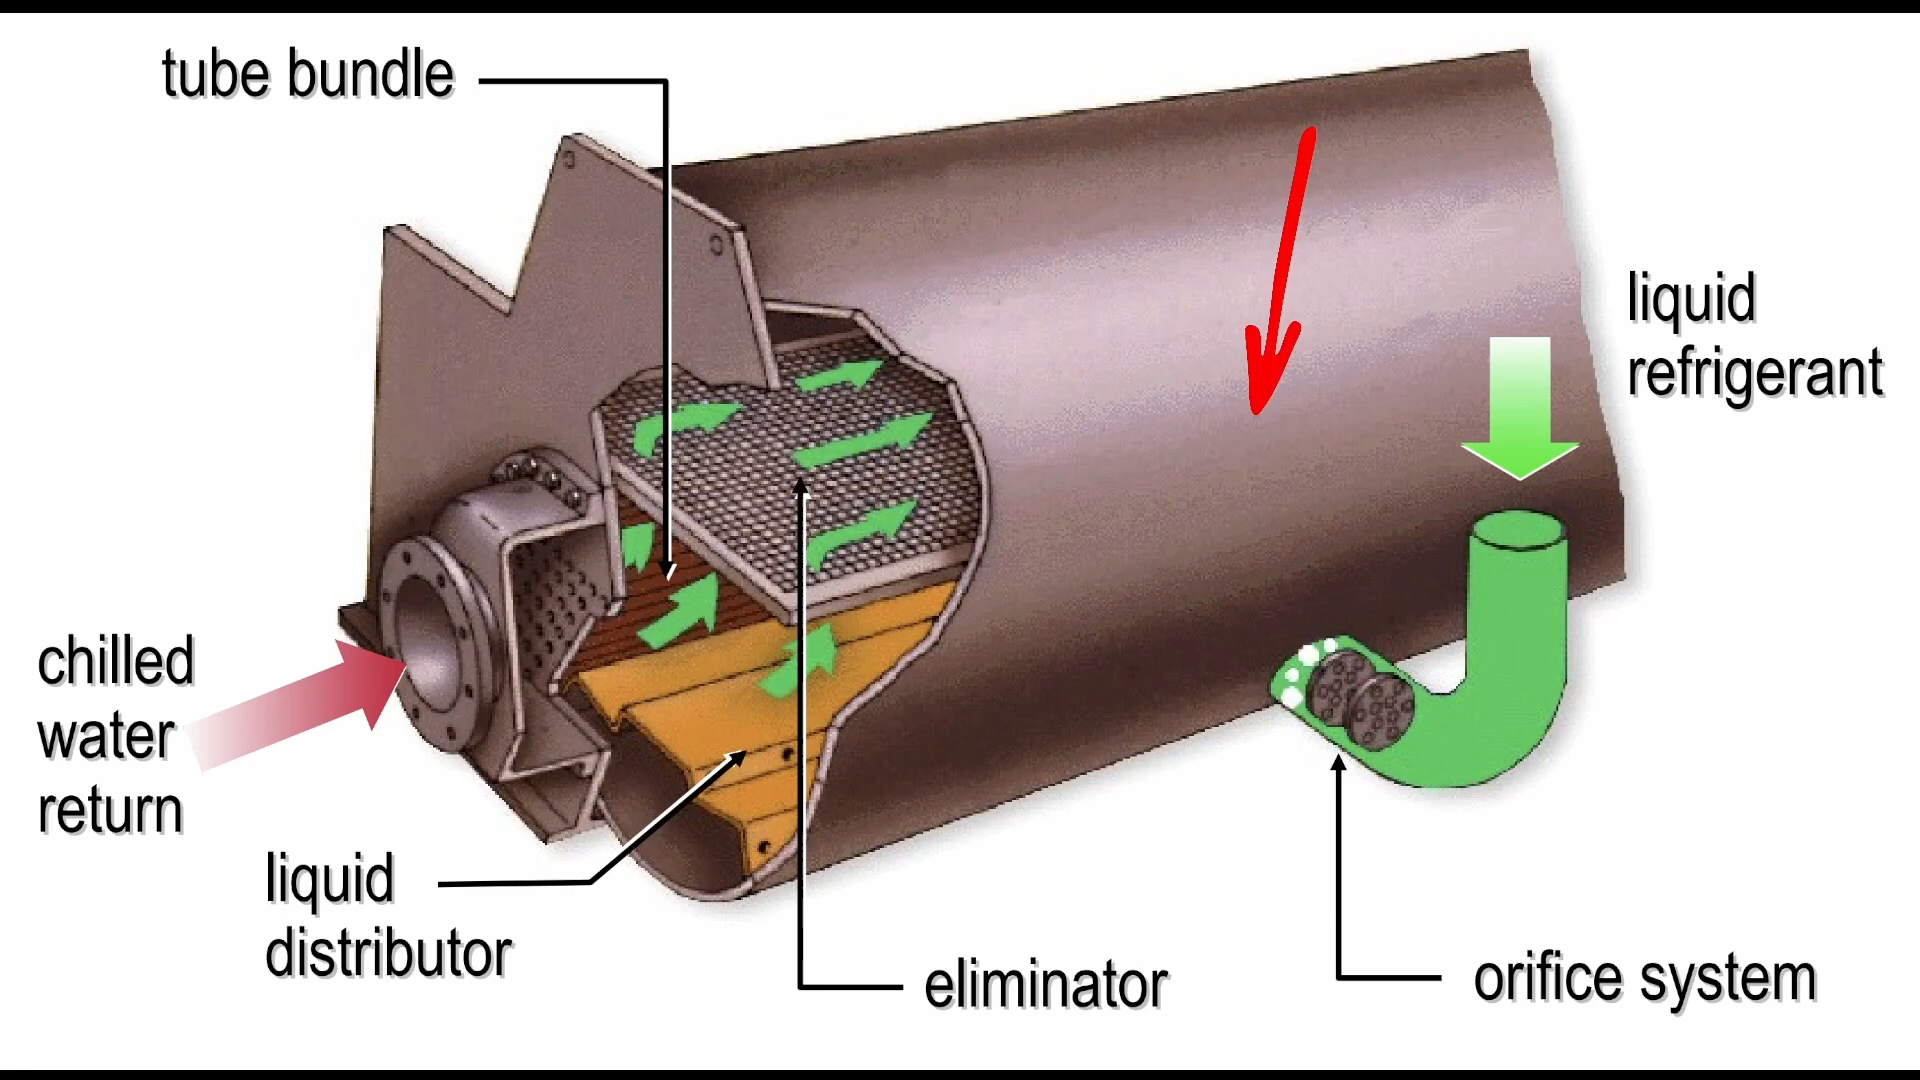 tube bundle
liquid
refrigerant
chilled
water
return
liquid
distributor
eliminator
orifice system